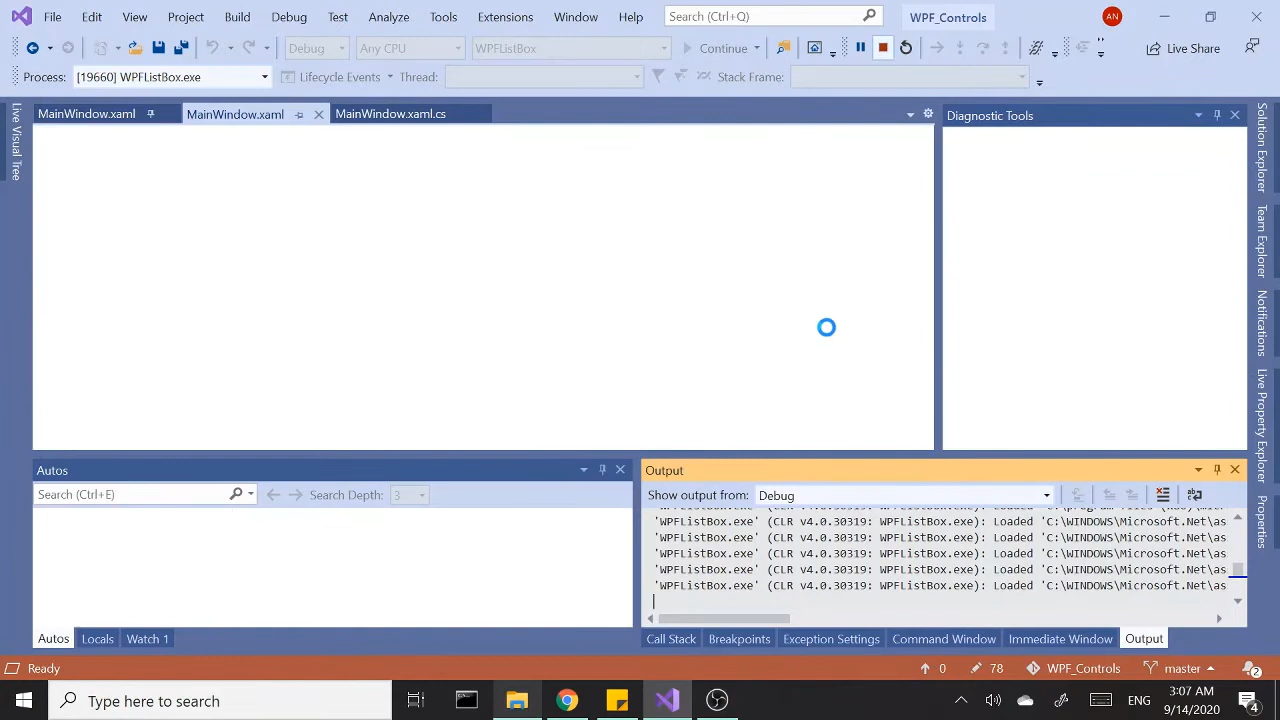 File Edit View Project Build Debug Test Analyze Tools Extensions Window Help Search (Ctrl+Q) WPF_Controls AN
Debug Any CPU WPFListBox Continue Live Share
Process: [19660] WPFListBox.exe Lifecycle Events Thread: Stack Frame:
MainWindow.xaml MainWindow.xaml MainWindow.xaml.cs Diagnostic Tools
Live Visual Tree
Solution Explorer
Team Explorer
Notifications
Live Property Explorer
Properties
Autos
Search (Ctrl+E) Search Depth: 3
Autos Locals Watch 1
Output
Show output from: Debug
'WPFListBox.exe' (CLR v4.0.30319: WPFListBox.exe): Loaded 'C:\WINDOWS\Microsoft.Net\as
'WPFListBox.exe' (CLR v4.0.30319: WPFListBox.exe): Loaded 'C:\WINDOWS\Microsoft.Net\as
'WPFListBox.exe' (CLR v4.0.30319: WPFListBox.exe): Loaded 'C:\WINDOWS\Microsoft.Net\as
'WPFListBox.exe' (CLR v4.0.30319: WPFListBox.exe): Loaded 'C:\WINDOWS\Microsoft.Net\as
'WPFListBox.exe' (CLR v4.0.30319: WPFListBox.exe): Loaded 'C:\WINDOWS\Microsoft.Net\as
Call Stack Breakpoints Exception Settings Command Window Immediate Window Output
Ready 0 78 WPF_Controls master 2
Type here to search ENG :07 AM
9/14/2020 4